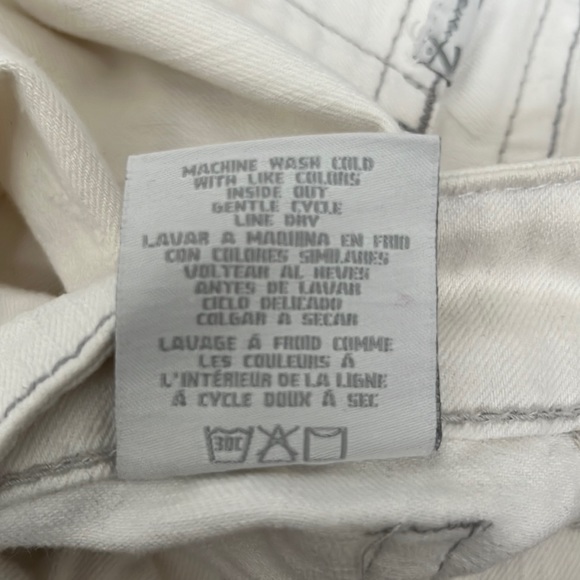 MACHINE WASH COLD
WITH LIKE COLORS
INSIDE OUT
GENTLE CYCLE
LINE DRY
LAVAR A MAQUINA EN FRIO
CON COLORES SIMILARES
VOLTEAR AL REVES
ANTES DE LAVAR
CICLO DELICADO
COLGAR A SECAR
LAVAGE Á FROID COMME
LES COULEURS Á
L'INTÉRIEUR DE LA LIGNE
Á CYCLE DOUX Á SEC
30C